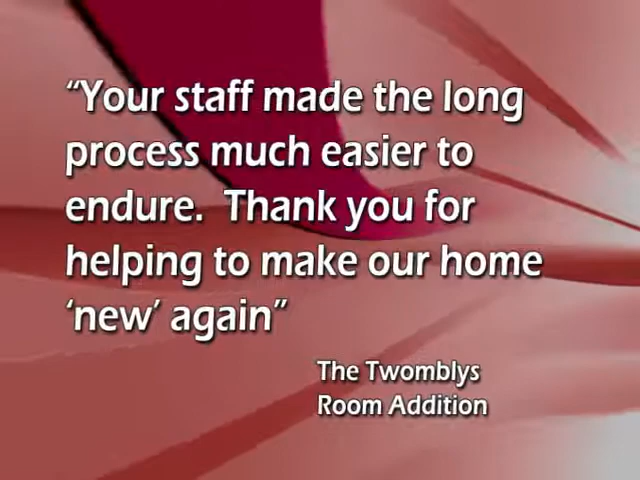 “Your staff made the long
process much easier to
endure.  Thank you for
helping to make our home
‘new’ again”
The Twomblys
Room Addition